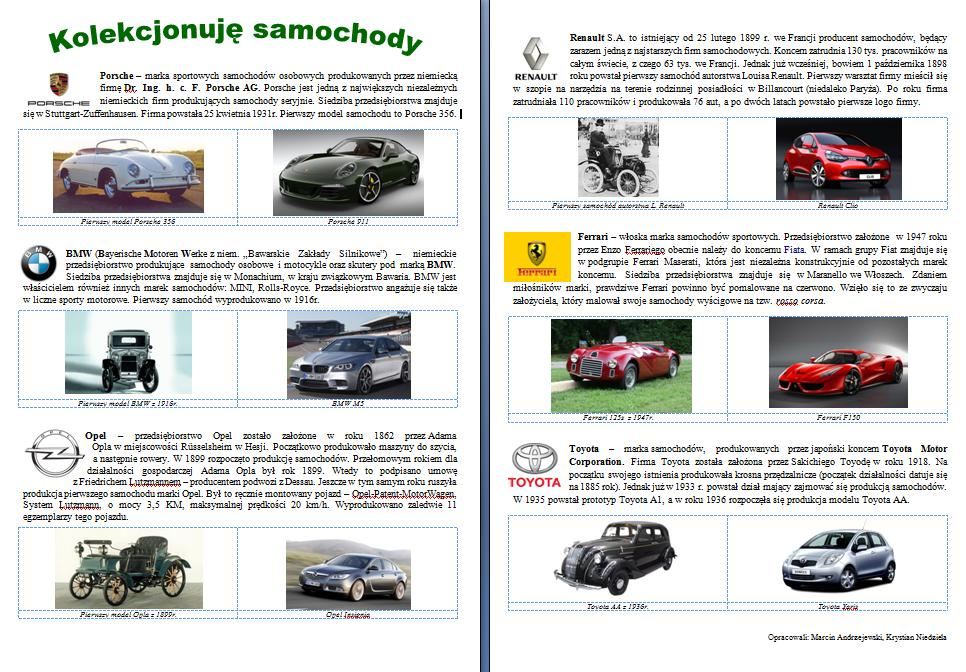 Kolekcjonuję samochody
Porsche – marka sportowych samochodów osobowych produkowanych przez niemiecką
firmę Dr. Ing. h. c. F. Porsche AG. Porsche jest jedną z największych niezależnych
niemieckich firm produkujących samochody seryjnie. Siedziba przedsiębiorstwa znajduje
się w Stuttgart-Zuffenhausen. Firma powstała 25 kwietnia 1931r. Pierwszy model samochodu to Porsche 356.
PORSCHE
Pierwszy model Porsche 356
Porsche 911
BMW (Bayerische Motoren Werke z niem. ,,Bawarskie Zakłady Silnikowe") – niemieckie
przedsiębiorstwo produkujące samochody osobowe i motocykle oraz skutery pod marką BMW.
Siedziba przedsiębiorstwa znajduje się w Monachium, w kraju związkowym Bawaria. BMW jest
właścicielem również innych marek samochodów: MINI, Rolls-Royce. Przedsiębiorstwo angażuje się także
w liczne sporty motorowe. Pierwszy samochód wyprodukowano w 1916r.
Pierwszy model BMW z 1916r.
BMW M5
Opel – przedsiębiorstwo Opel zostało założone w roku 1862 przez Adama
Opla w miejscowości Rüsselsheim w Hesji. Początkowo produkowało maszyny do szycia,
a następnie rowery. W 1899 rozpoczęto produkcję samochodów. Przełomowym rokiem dla
działalności gospodarczej Adama Opla był rok 1899. Wtedy to podpisano umowę
z Friedrichem Lutzmannem – producentem podwozi z Dessau. Jeszcze w tym samym roku ruszyła
produkcja pierwszego samochodu marki Opel. Był to ręcznie montowany pojazd – Opel-Patent-MotorWagen,
System Lutzmann, o mocy 3,5 KM, maksymalnej prędkości 20 km/h. Wyprodukowano zaledwie 11
egzemplarzy tego pojazdu.
Pierwszy model Opla z 1899r.
Opel Insignia
Renault S.A. to istniejący od 25 lutego 1899 r. we Francji producent samochodów, będący
zarazem jedną z najstarszych firm samochodowych. Koncern zatrudnia 130 tys. pracowników na
całym świecie, z czego 63 tys. we Francji. Jednak już wcześniej, bowiem 1 października 1898
roku powstał pierwszy samochód autorstwa Louisa Renault. Pierwszy warsztat firmy mieścił się
w szopie na narzędzia na terenie rodzinnej posiadłości w Billancourt (niedaleko Paryża). Po roku firma
zatrudniała 110 pracowników i produkowała 76 aut, a po dwóch latach powstało pierwsze logo firmy.
RENAULT
Pierwszy samochód autorstwa L. Renault
Renault Clio
Ferrari – włoska marka samochodów sportowych. Przedsiębiorstwo założone w 1947 roku
przez Enzo Ferrariego obecnie należy do koncernu Fiata. W ramach grupy Fiat znajduje się
w podgrupie Ferrari Maserati, która jest niezależna konstrukcyjnie od pozostałych marek
koncernu. Siedziba przedsiębiorstwa znajduje się w Maranello we Włoszech. Zdaniem
miłośników marki, prawdziwe Ferrari powinno być pomalowane na czerwono. Wzięło się to ze zwyczaju
założyciela, który malował swoje samochody wyścigowe na tzw. rosso corsa.
Ferrari
Ferrari 125s z 1947r.
Ferrari F150
Toyota – marka samochodów, produkowanych przez japoński koncern Toyota Motor
Corporation. Firma Toyota została założona przez Sakichiego Toyodę w roku 1918. Na
początku swojego istnienia produkowała krosna przędzalnicze (początek działalności datuje się
na 1885 rok). Jednak już w 1933 r. powstał dział mający zajmować się produkcją samochodów.
W 1935 powstał prototyp Toyota A1, a w roku 1936 rozpoczęła się produkcja modelu Toyota AA.
TOYOTA
Toyota AA z 1936r.
Toyota Yaris
Opracowali: Marcin Andrzejewski, Krystian Niedziela